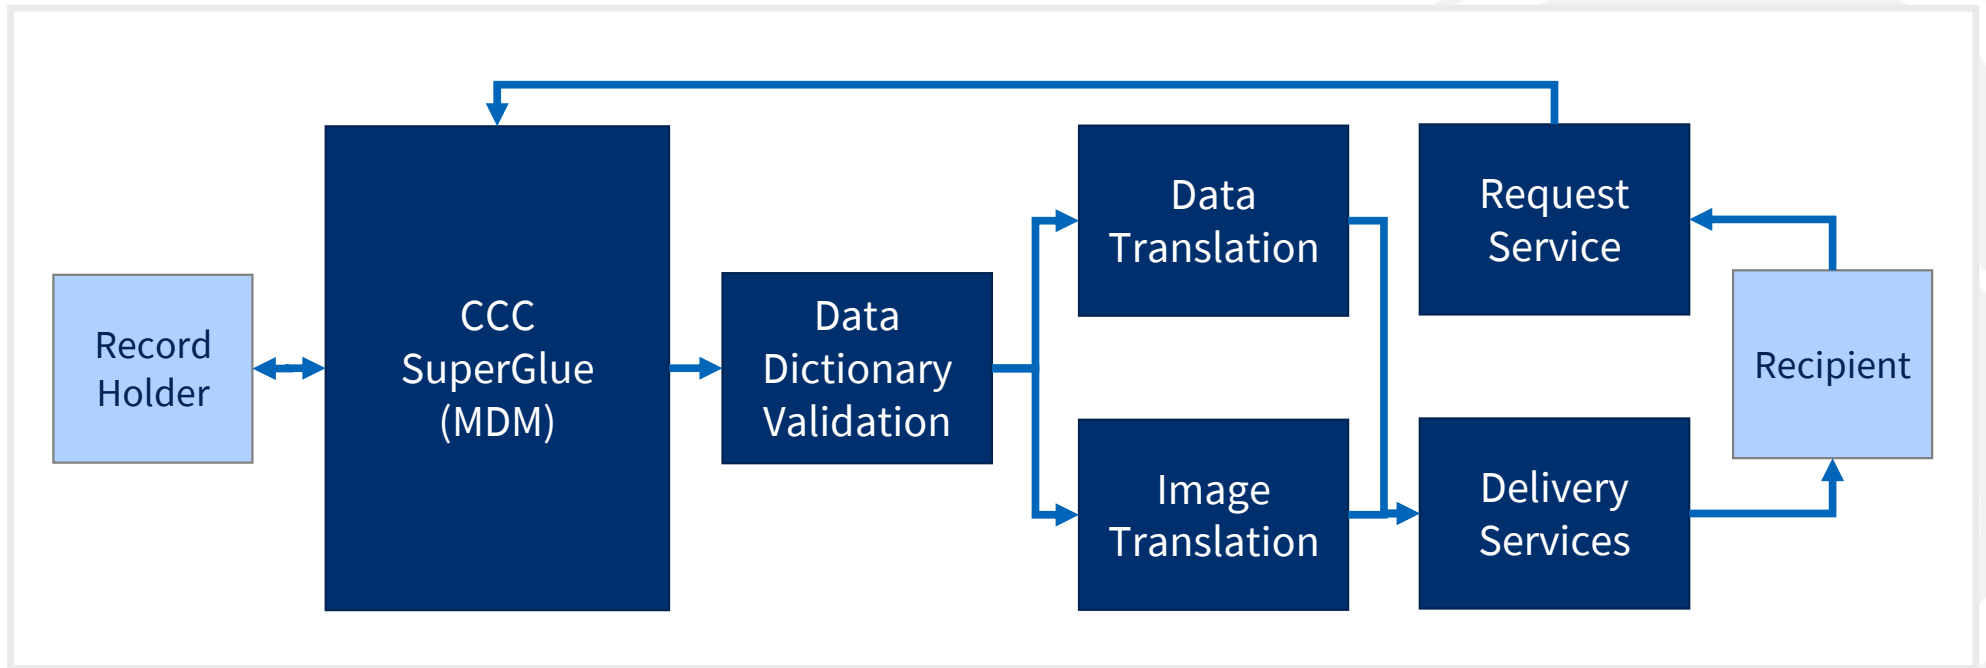 Record
Holder
CCC
SuperGlue
(MDM)
Data
Dictionary
Validation
Data
Translation
Image
Translation
Request
Service
Delivery
Services
Recipient